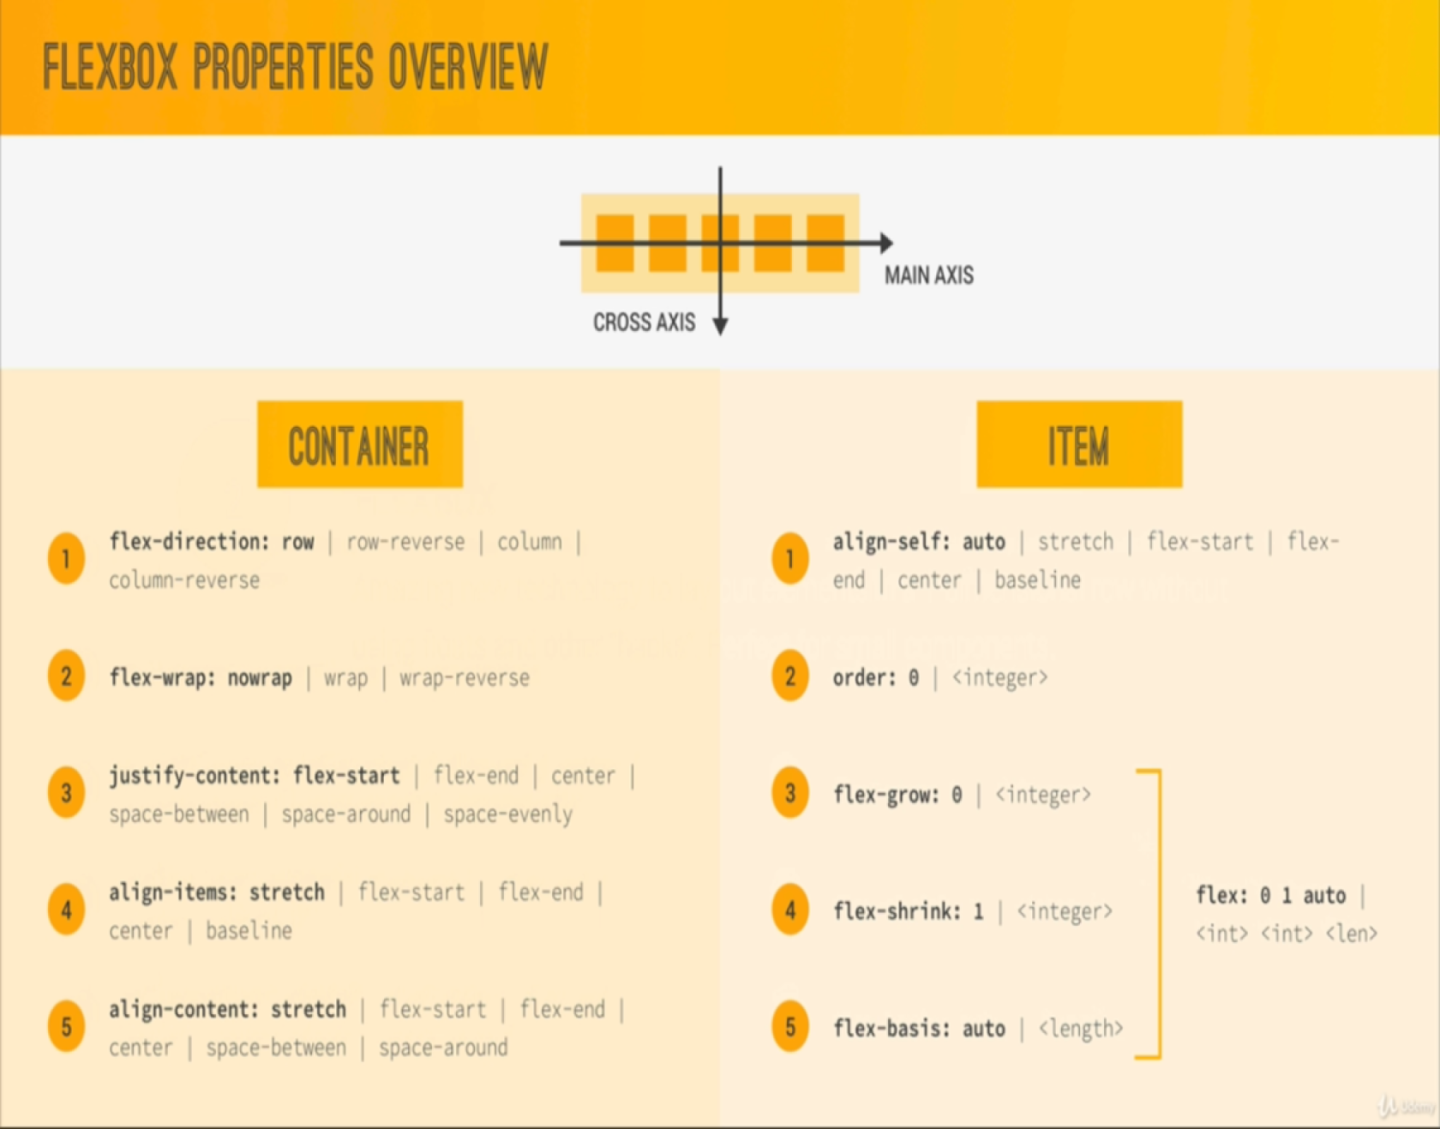 FLEXBOX PROPERTIES OVERVIEW
MAIN AXIS
CROSS AXIS
CONTAINER
1
flex-direction: row | row-reverse | column |
column-reverse
2
flex-wrap: nowrap | wrap | wrap-reverse
3
justify-content: flex-start | flex-end | center |
space-between | space-around | space-evenly
4
align-items: stretch | flex-start | flex-end |
center | baseline
5
align-content: stretch | flex-start | flex-end |
center | space-between | space-around
ITEM
1
align-self: auto | stretch | flex-start | flex-
end | center | baseline
2
order: 0 | <integer>
3
flex-grow: 0 | <integer>
4
flex-shrink: 1 | <integer>
5
flex-basis: auto | <length>
flex: 0 1 auto |
<int> <int> <len>
Udemy